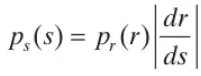 p_s(s) = p_r(r) |dr/ds|